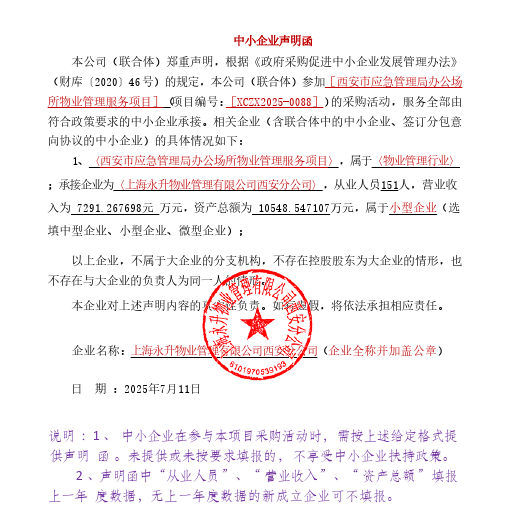 中小企业声明函
本公司（联合体）郑重声明，根据《政府采购促进中小企业发展管理办法》
（财库〔2020〕46号）的规定，本公司（联合体）参加［西安市应急管理局办公场
所物业管理服务项目］（项目编号：［XCZX2025-0088］)的采购活动，服务全部由
符合政策要求的中小企业承接。相关企业（含联合体中的中小企业、签订分包意
向协议的中小企业）的具体情况如下：
1、〈西安市应急管理局办公场所物业管理服务项目〉，属于〈物业管理行业〉
；承接企业为〈上海永升物业管理有限公司西安分公司〉，从业人员151人，营业收
入为 7291.267698元 万元，资产总额为 10548.547107万元，属于小型企业（选
填中型企业、小型企业、微型企业）；
以上企业，不属于大企业的分支机构，不存在控股股东为大企业的情形，也
不存在与大企业的负责人为同一人的情形。
本企业对上述声明内容的真实性负责。如有虚假，将依法承担相应责任。
企业名称：上海永升物业管理有限公司西安分公司（企业全称并加盖公章）
上海永升物业管理有限公司西安分公司
6101970539193
日 期 ：2025年7月11日
说明：1、 中小企业在参与本项目采购活动时，需按上述给定格式提
供声明 函 。未提供或未按要求填报的，不享受中小企业扶持政策。
2、声明函中“从业人员”、“ 营业收入”、“ 资产总额” 填报
上一年 度数据，无上一年度数据的新成立企业可不填报。